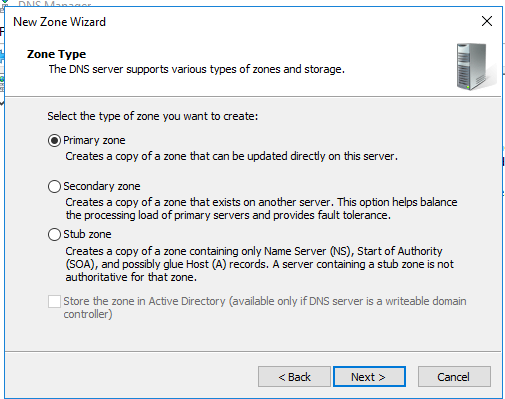 DNS Manager
New Zone Wizard
Zone Type
The DNS server supports various types of zones and storage.
Select the type of zone you want to create:
Primary zone
Creates a copy of a zone that can be updated directly on this server.
Secondary zone
Creates a copy of a zone that exists on another server. This option helps balance
the processing load of primary servers and provides fault tolerance.
Stub zone
Creates a copy of a zone containing only Name Server (NS), Start of Authority
(SOA), and possibly glue Host (A) records. A server containing a stub zone is not
authoritative for that zone.
Store the zone in Active Directory (available only if DNS server is a writeable domain
controller)
< Back
Next >
Cancel